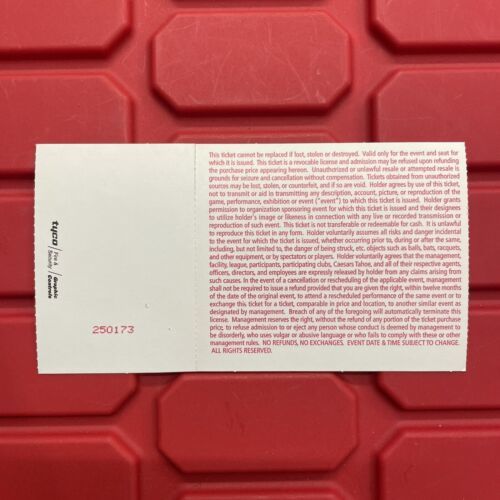 This ticket cannot be replaced if lost, stolen or destroyed. Valid only for the event and seat for
which it is issued. This ticket is a revocable license and admission may be refused upon refunding
the purchase price appearing hereon. Unauthorized or unlawful resale or attempted resale is
grounds for seizure and cancellation without compensation. Tickets obtained from unauthorized
sources may be lost, stolen, or counterfeit, and if so are void. Holder agrees by use of this ticket,
not to transmit or aid in transmitting any description, account, picture, or reproduction of the
game, performance, exhibition or event ("event") to which this ticket is issued. Holder grants
permission to organization sponsoring event for which this ticket is issued and their designees
to utilize holder's image or likeness in connection with any live or recorded transmission or
reproduction of such event. This ticket is not transferable or redeemable for cash. It is unlawful
to reproduce this ticket in any form. Holder voluntarily assumes all risks and danger incidental
to the event for which the ticket is issued, whether occurring prior to, during or after the same,
including, but not limited to, the danger of being struck, etc. objects such as balls, bats, racquets,
and other equipment, or by spectators or players. Holder voluntarily agrees that the management,
facility, league, participants, participating clubs, Caesars Tahoe, and all of their respective agents,
officers, directors, and employees are expressly released by holder from any claims arising from
such causes. In the event of a cancellation or rescheduling of the applicable event, management
shall not be required to issue a refund provided that you are given the right, within twelve months
of the date of the original event, to attend a rescheduled performance of the same event or to
exchange this ticket for a ticket, comparable in price and location, to another similar event as
designated by management. Breach of any of the foregoing will automatically terminate this
license. Management reserves the right, without the refund of any portion of the ticket purchase
price, to refuse admission to or eject any person whose conduct is deemed by management to
be disorderly, who uses vulgar or abusive language or who fails to comply with these or other
management rules. NO REFUNDS, NO EXCHANGES. EVENT DATE & TIME SUBJECT TO CHANGE.
ALL RIGHTS RESERVED.
tyco
Fire &
Security
Graphic
Controls
250173